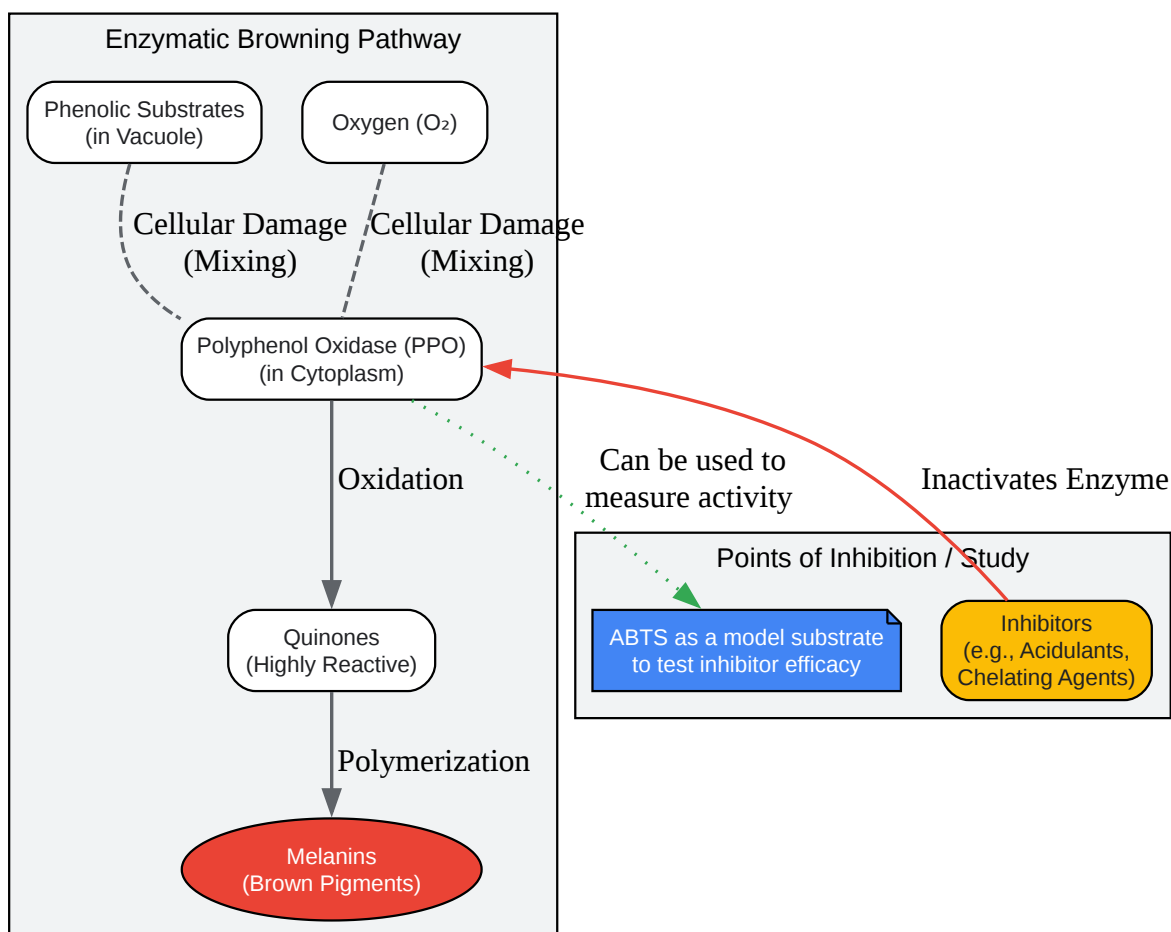 Enzymatic Browning Pathway
Phenolic Substrates
(in Vacuole)
Oxygen (O₂)
Cellular Damage
(Mixing)
Cellular Damage
(Mixing)
Polyphenol Oxidase (PPO)
(in Cytoplasm)
Oxidation
Can be used to
measure activity
Inactivates Enzyme
Points of Inhibition / Study
ABTS as a model substrate
to test inhibitor efficacy
Inhibitors
(e.g., Acidulants,
Chelating Agents)
Quinones
(Highly Reactive)
Polymerization
Melanins
(Brown Pigments)